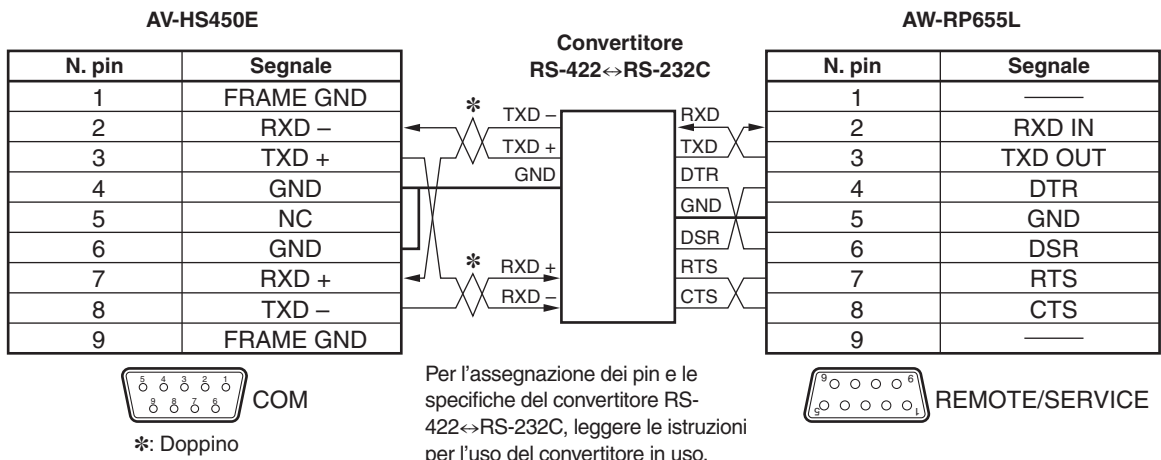 AV-HS450E
AW-RP655L
Convertitore
RS-422↔RS-232C
N. pin Segnale
1 FRAME GND
2 RXD –
3 TXD +
4 GND
5 NC
6 GND
7 RXD +
8 TXD –
9 FRAME GND
✻
TXD –
TXD +
GND
✻
RXD +
RXD –
RXD
TXD
DTR
GND
DSR
RTS
CTS
N. pin Segnale
1 ——
2 RXD IN
3 TXD OUT
4 DTR
5 GND
6 DSR
7 RTS
8 CTS
9 ——
5 4 3 2 1
9 8 7 6
COM
✻: Doppino
Per l'assegnazione dei pin e le
specifiche del convertitore RS-
422↔RS-232C, leggere le istruzioni
per l'uso del convertitore in uso.
9 6
5 1
REMOTE/SERVICE